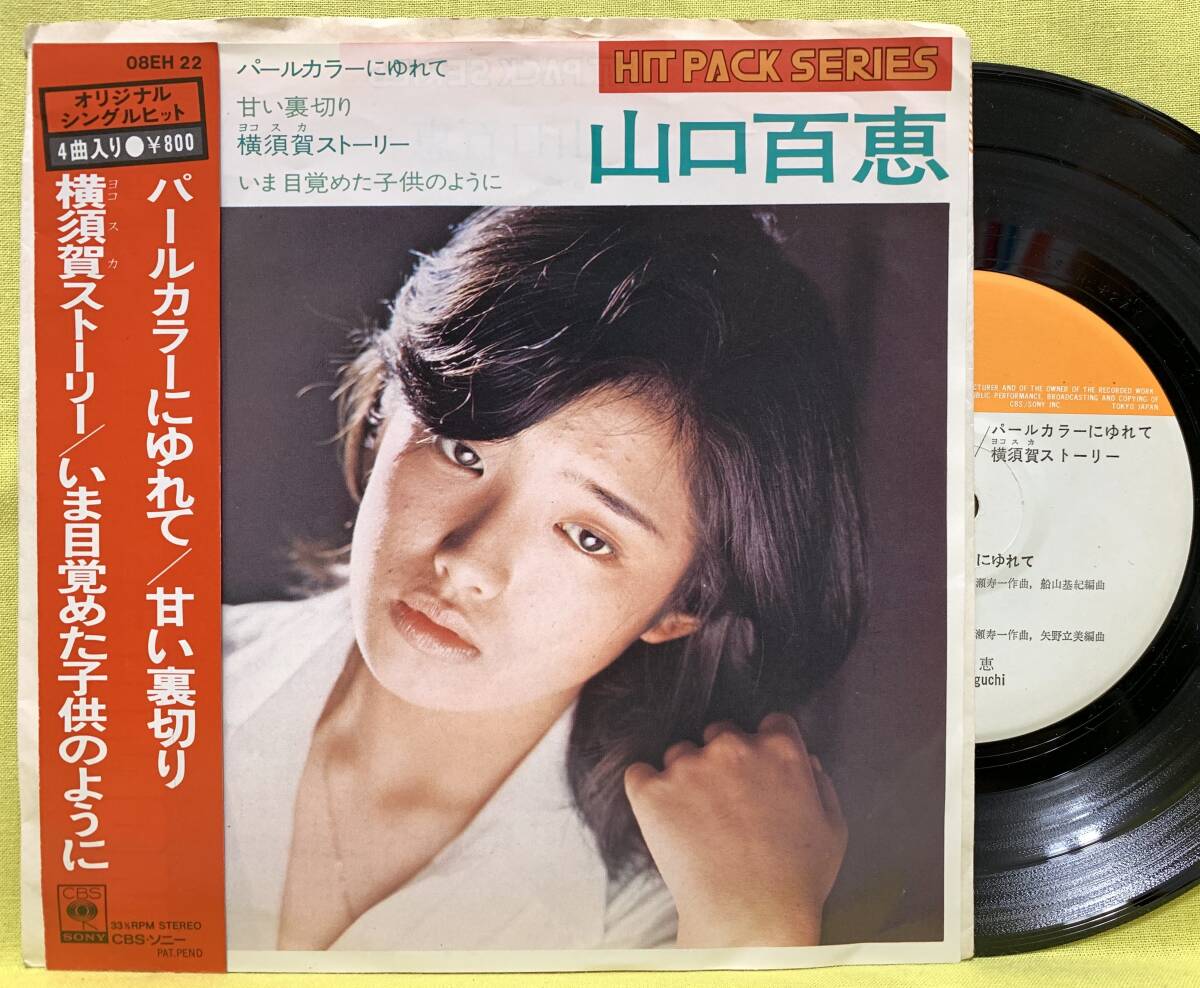 08EH 22
オリジナル
シングルヒット
4曲入り●¥800
パールカラーにゆれて/甘い裏切り
ヨコスカ
横須賀ストーリー/いま目覚めた子供のように
CBS
SONY
33⅓RPM STEREO
CBS・ソニー
PAT.PEND
パールカラーにゆれて
甘い裏切り
ヨコスカ
横須賀ストーリー
いま目覚めた子供のように
HIT PACK SERIES
山口百恵
CTURER AND OF THE OWNER OF THE RECORDED WORK
BLIC PERFORMANCE, BROADCASTING AND COPYING OF
CBS/SONY INC. TOKYO JAPAN
/パールカラーにゆれて
ヨコスカ
横須賀ストーリー
にゆれて
瀬寿一作曲, 船山基紀編曲
瀬寿一作曲, 矢野立美編曲
恵
guchi